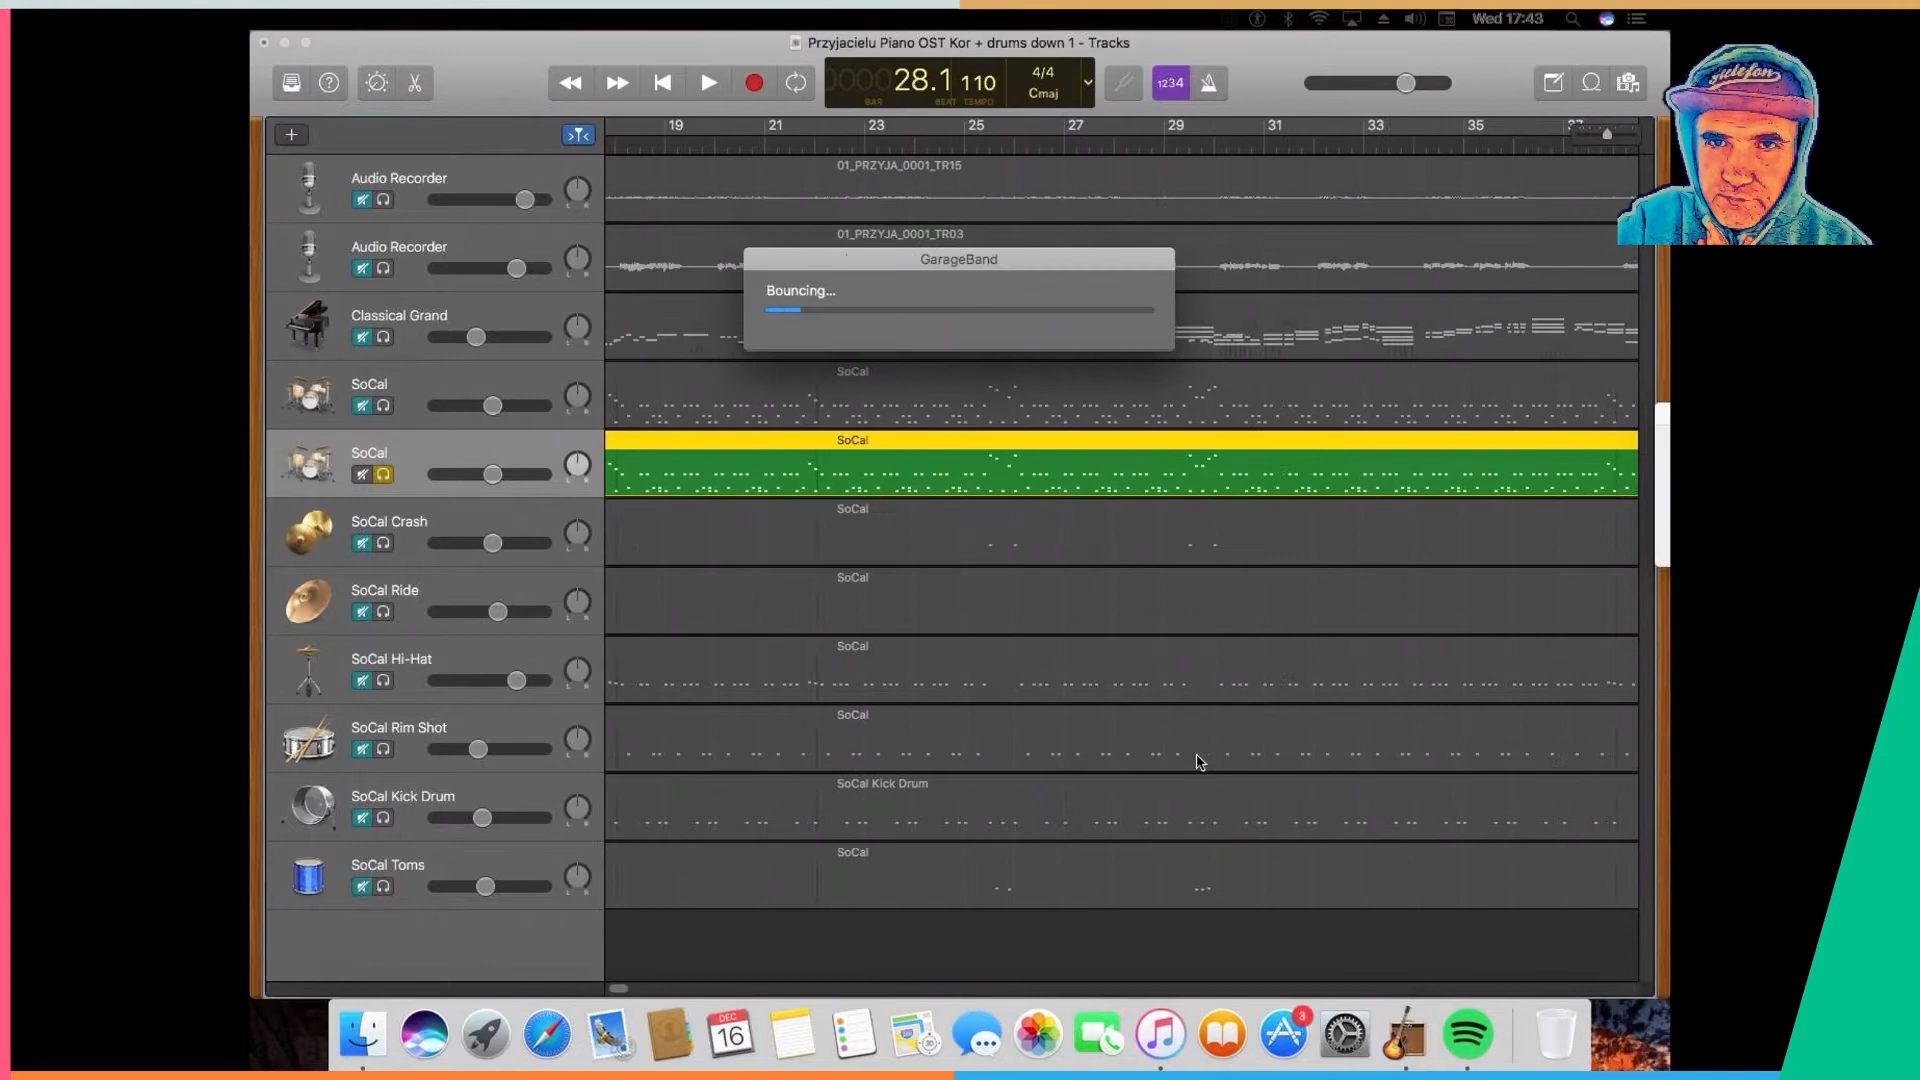 Wed 17:43
Przyjacielu Piano OST Kor + drums down 1 - Tracks
000028.1 110 4/4 Cmaj
BAR BEAT TEMPO
1234
19 21 23 25 27 29 31 33 35 37
Audio Recorder
01_PRZYJA_0001_TR15
Audio Recorder
01_PRZYJA_0001_TR03
GarageBand
Bouncing...
Classical Grand
SoCal
SoCal
SoCal
SoCal
SoCal Crash
SoCal
SoCal Ride
SoCal
SoCal Hi-Hat
SoCal
SoCal Rim Shot
SoCal
SoCal Kick Drum
SoCal Kick Drum
SoCal Toms
SoCal
DEC
16
3